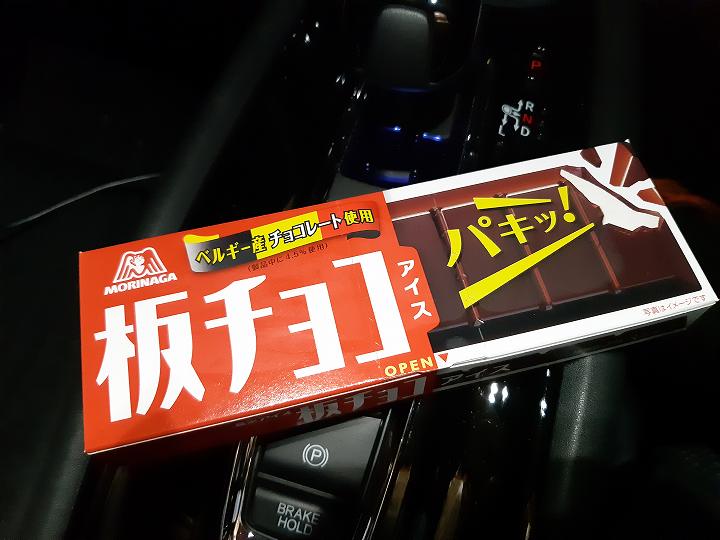 P
R
N
L D
MORINAGA
ベルギー産チョコレート使用
(製品中に4.5%使用)
板チョコ
アイス
パキッ!
写真はイメージです
OPEN
板チョコ アイス
P
BRAKE
HOLD